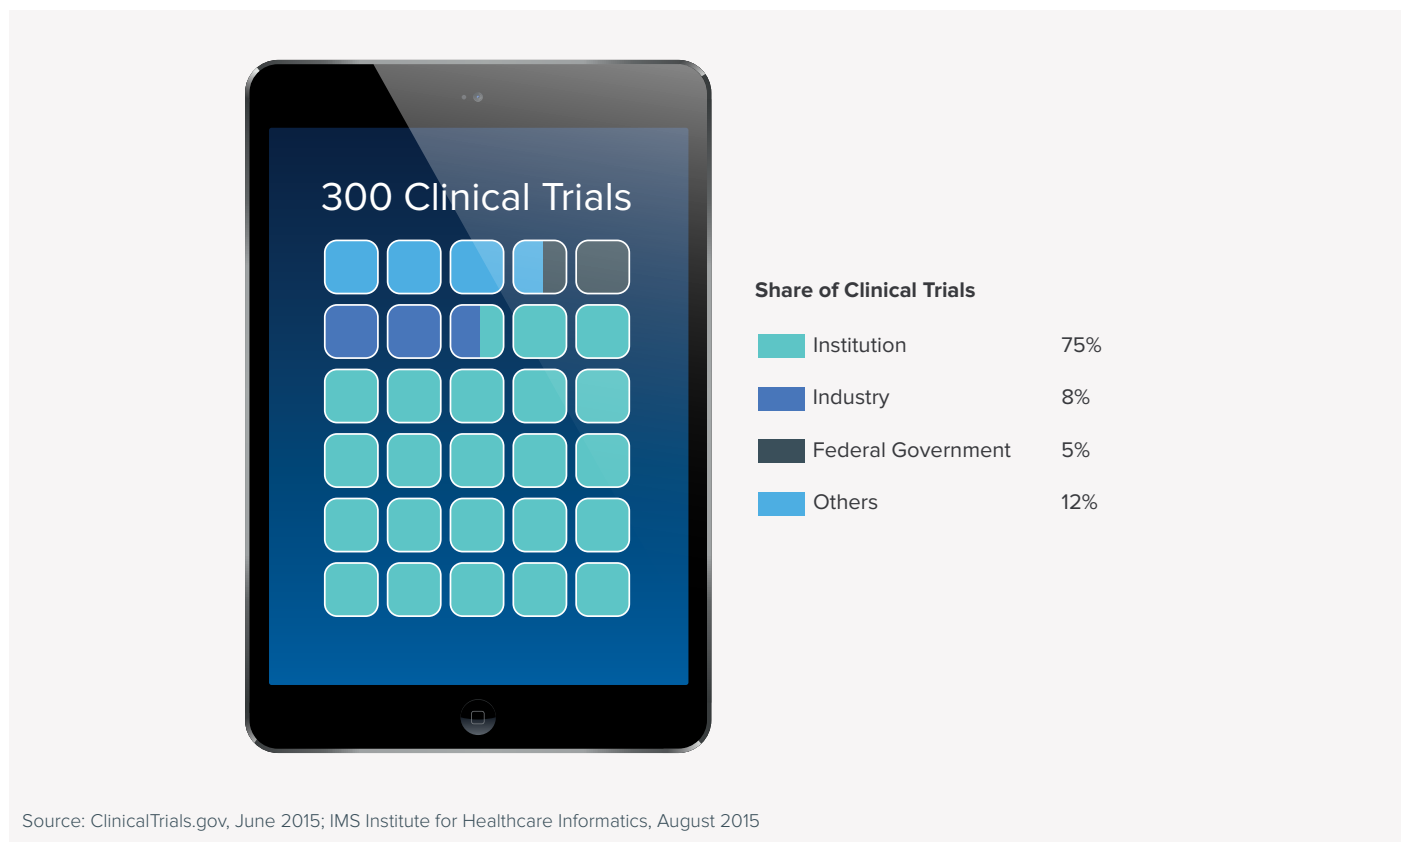 300 Clinical Trials
Share of Clinical Trials
Institution 75%
Industry 8%
Federal Government 5%
Others 12%
Source: ClinicalTrials.gov, June 2015; IMS Institute for Healthcare Informatics, August 2015